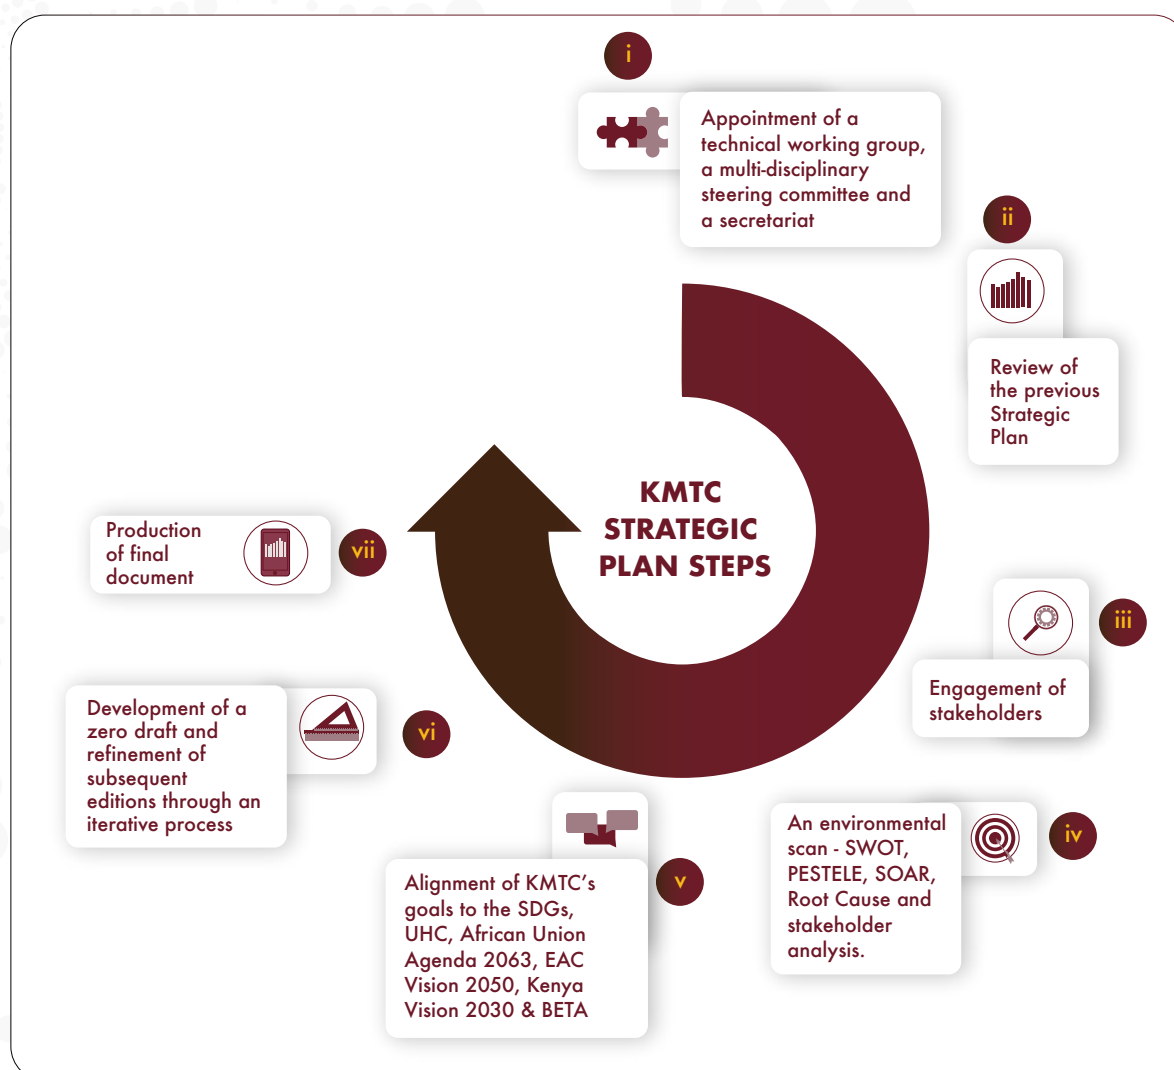 i
Appointment of a
technical working group,
a multi-disciplinary
steering committee and
a secretariat
ii
Review of
the previous
Strategic
Plan
KMTC
STRATEGIC
PLAN STEPS
iii
Engagement of
stakeholders
iv
An environmental
scan - SWOT,
PESTELE, SOAR,
Root Cause and
stakeholder
analysis.
v
Alignment of KMTC’s
goals to the SDGs,
UHC, African Union
Agenda 2063, EAC
Vision 2050, Kenya
Vision 2030 & BETA
vi
Development of a
zero draft and
refinement of
subsequent
editions through an
iterative process
vii
Production
of final
document